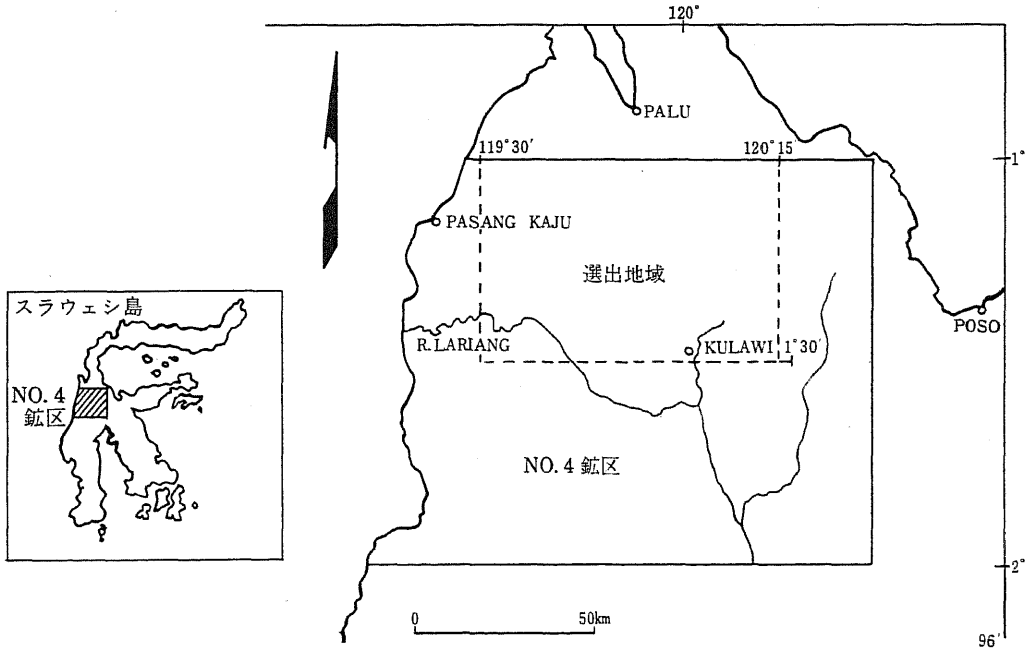 120°
PALU
119°30′
120°15′
1°
PASANG KAJU
選出地域
スラウェシ島
POSO
R.LARIANG
KULAWI
1°30′
NO.4
鉱区
NO.4 鉱区
2°
0
50km
96′